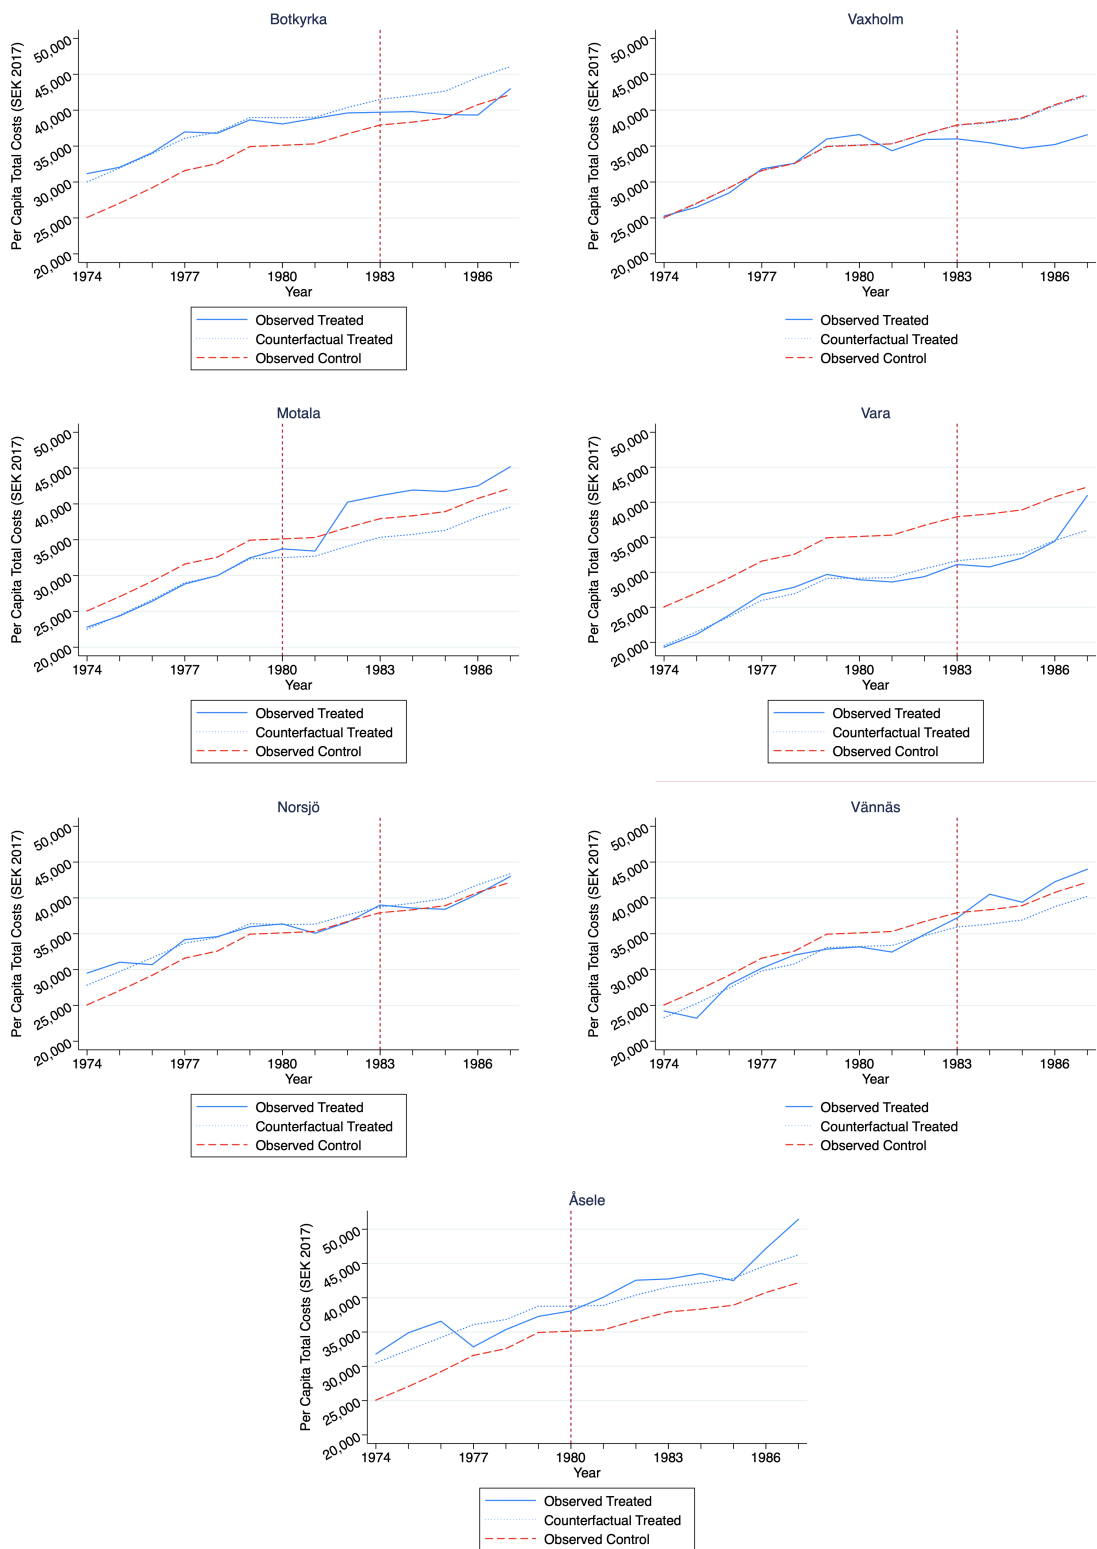 Botkyrka
Per Capita Total Costs (SEK 2017)
50,000
45,000
40,000
35,000
30,000
25,000
20,000
1974 1977 1980 1983 1986
Year
Observed Treated
Counterfactual Treated
Observed Control
Vaxholm
Per Capita Total Costs (SEK 2017)
50,000
45,000
40,000
35,000
30,000
25,000
20,000
1974 1977 1980 1983 1986
Year
Observed Treated
Counterfactual Treated
Observed Control
Motala
Per Capita Total Costs (SEK 2017)
50,000
45,000
40,000
35,000
30,000
25,000
20,000
1974 1977 1980 1983 1986
Year
Observed Treated
Counterfactual Treated
Observed Control
Vara
Per Capita Total Costs (SEK 2017)
50,000
45,000
40,000
35,000
30,000
25,000
20,000
1974 1977 1980 1983 1986
Year
Observed Treated
Counterfactual Treated
Observed Control
Norsjö
Per Capita Total Costs (SEK 2017)
50,000
45,000
40,000
35,000
30,000
25,000
20,000
1974 1977 1980 1983 1986
Year
Observed Treated
Counterfactual Treated
Observed Control
Vännäs
Per Capita Total Costs (SEK 2017)
50,000
45,000
40,000
35,000
30,000
25,000
20,000
1974 1977 1980 1983 1986
Year
Observed Treated
Counterfactual Treated
Observed Control
Åsele
Per Capita Total Costs (SEK 2017)
50,000
45,000
40,000
35,000
30,000
25,000
20,000
1974 1977 1980 1983 1986
Year
Observed Treated
Counterfactual Treated
Observed Control